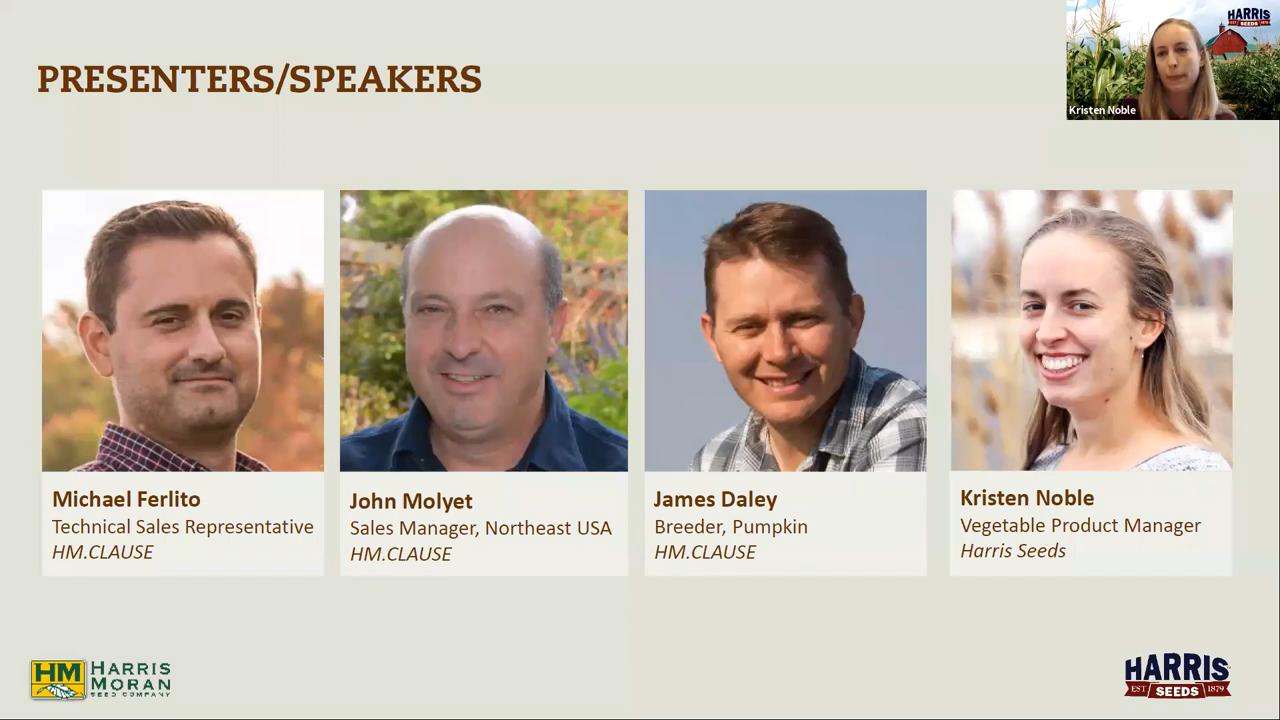 PRESENTERS/SPEAKERS
HARRIS
SEEDS
Kristen Noble
Michael Ferlito
Technical Sales Representative
HM.CLAUSE
John Molyet
Sales Manager, Northeast USA
HM.CLAUSE
James Daley
Breeder, Pumpkin
HM.CLAUSE
Kristen Noble
Vegetable Product Manager
Harris Seeds
HM HARRIS
MORAN
SEED COMPANY
HARRIS
EST SEEDS 1879